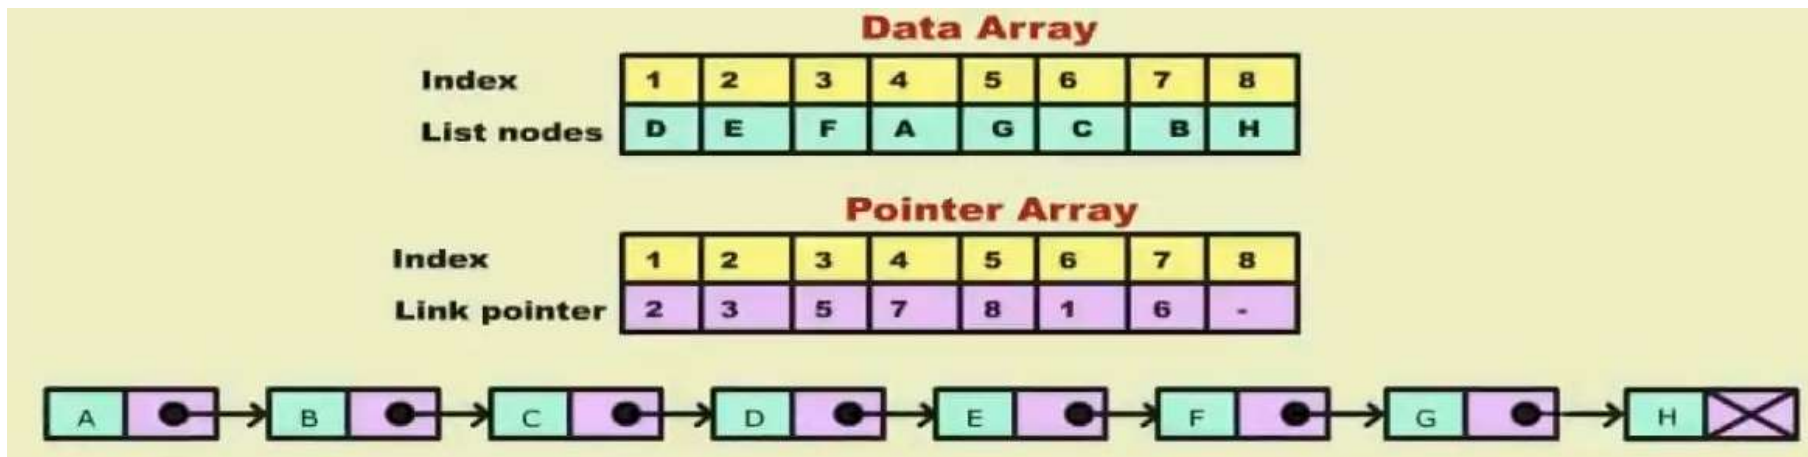 Data Array
Index 1 2 3 4 5 6 7 8
List nodes D E F A G C B H
Pointer Array
Index 1 2 3 4 5 6 7 8
Link pointer 2 3 5 7 8 1 6 -
A B C D E F G H